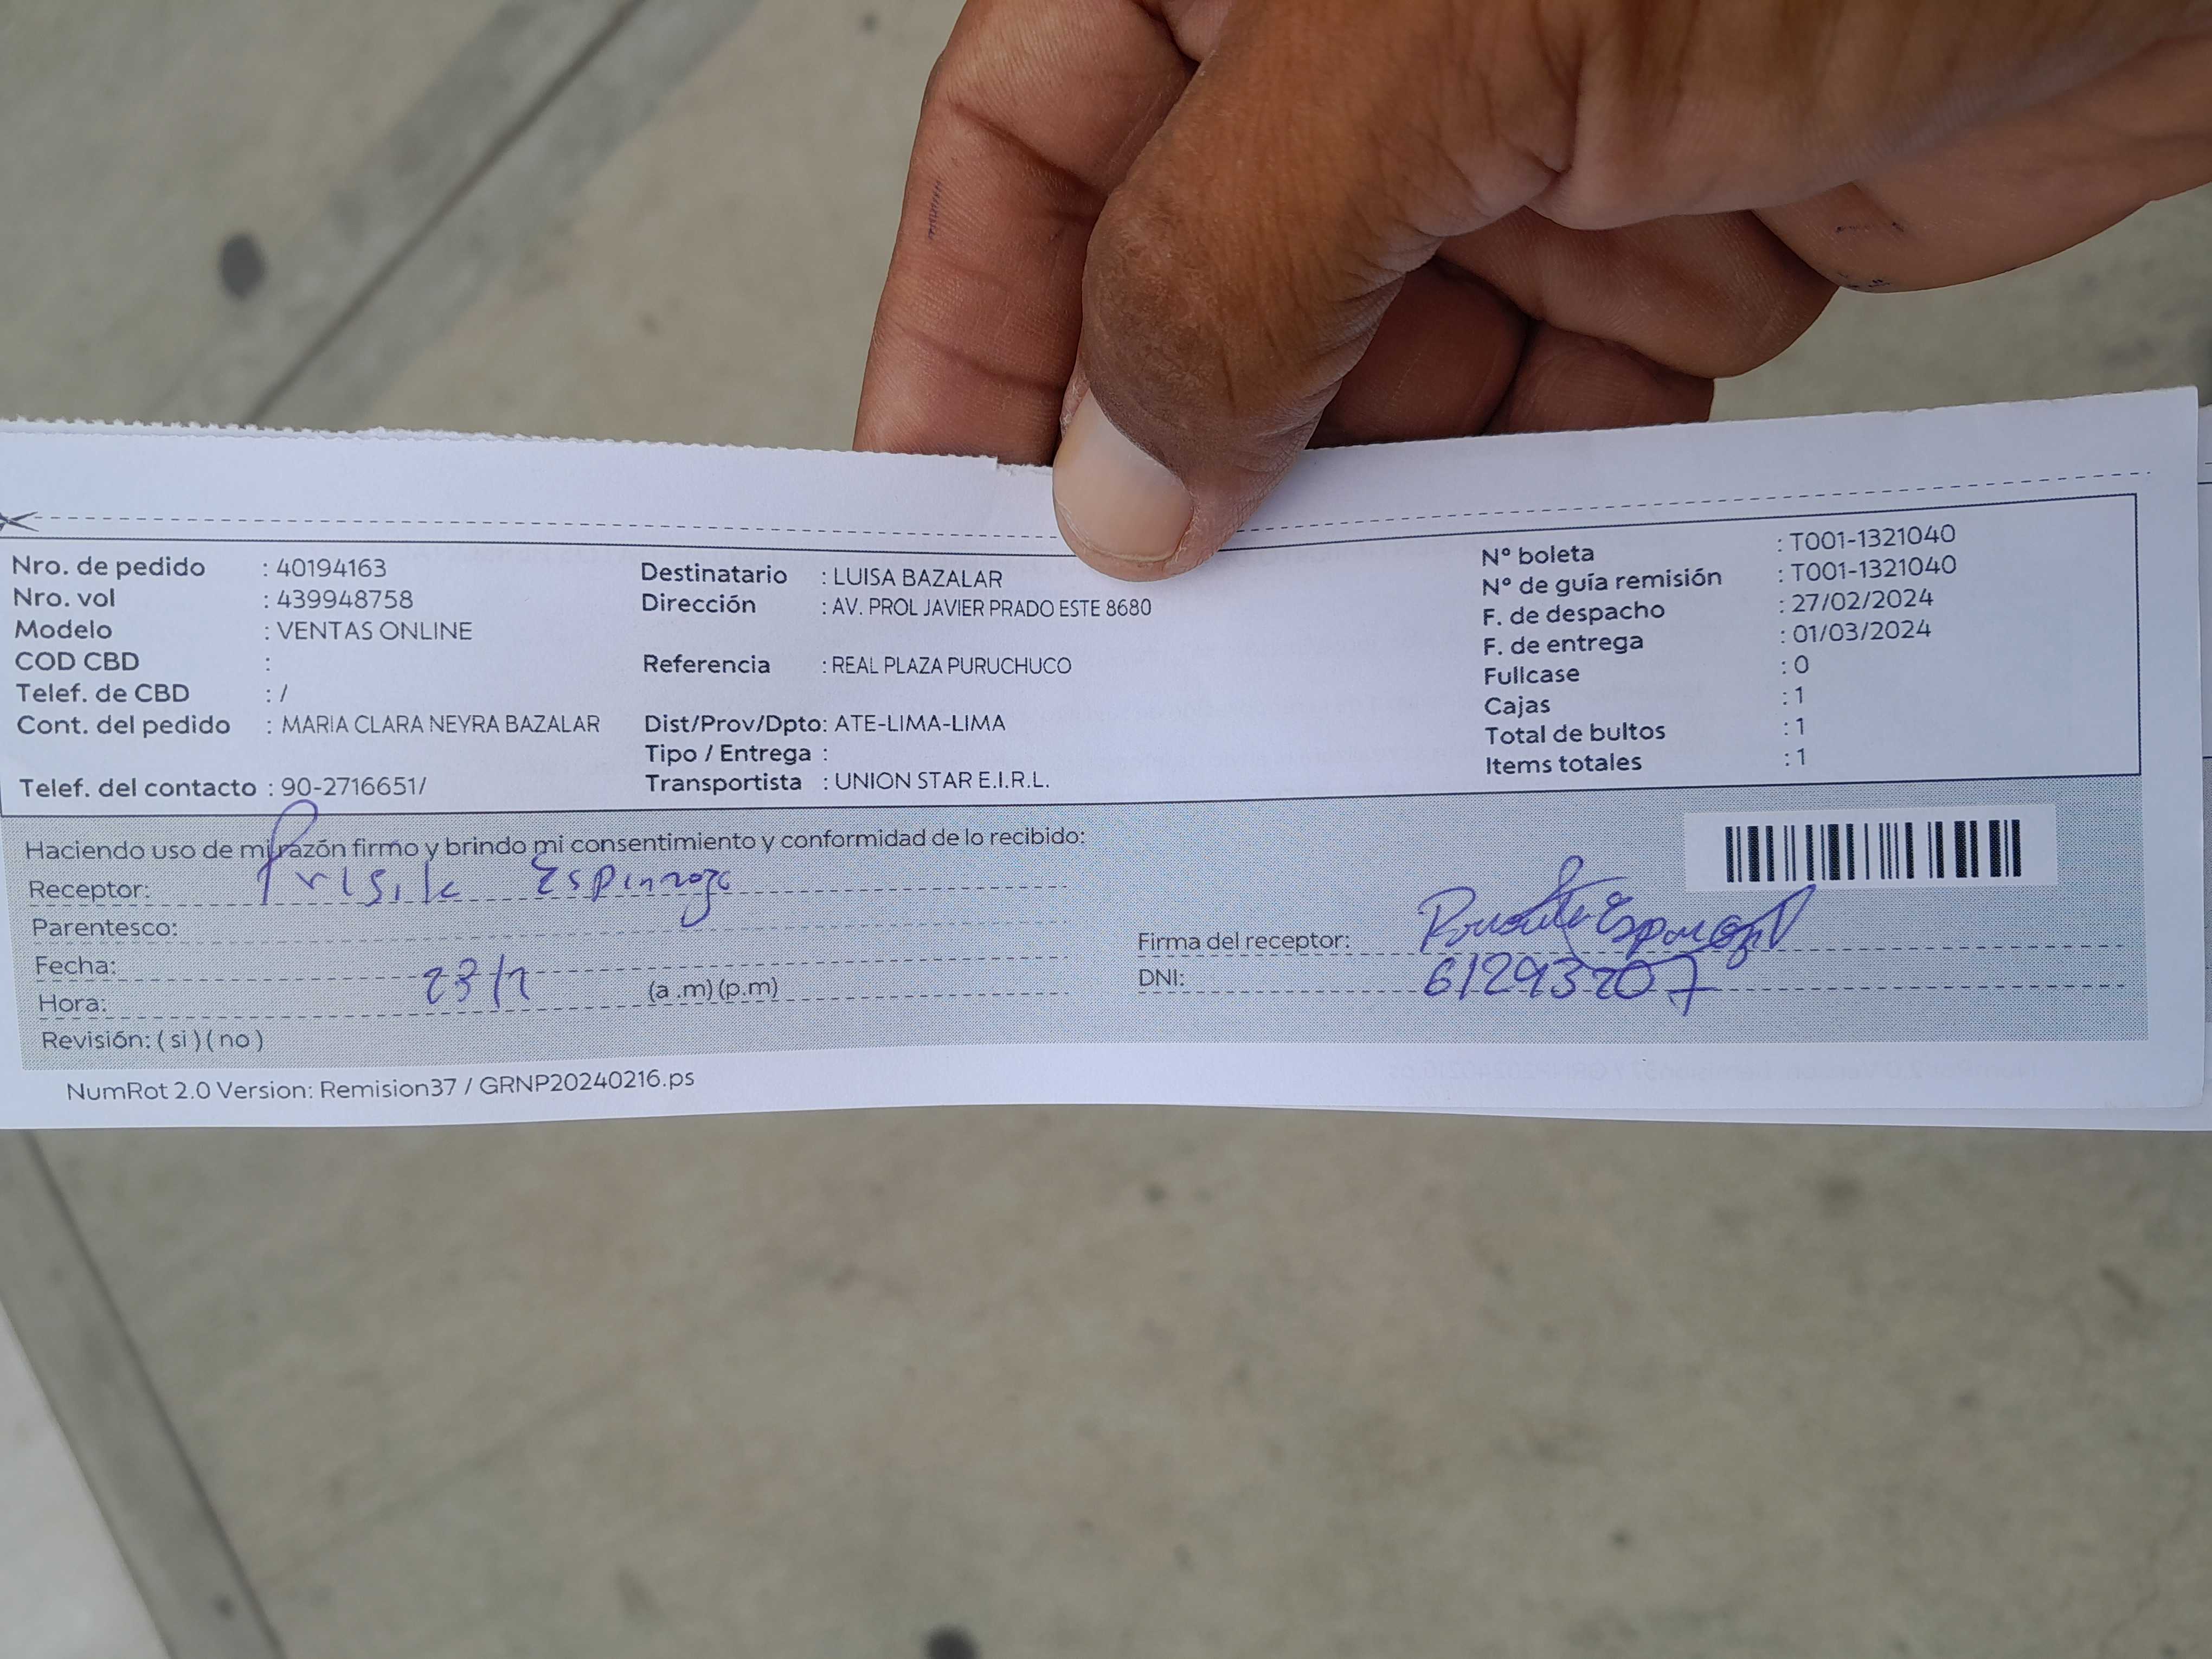 Nro. de pedido : 40194163
Nro. vol : 439948758
Modelo : VENTAS ONLINE
COD CBD :
Telef. de CBD : /
Cont. del pedido : MARIA CLARA NEYRA BAZALAR
Telef. del contacto : 90-2716651/
Destinatario : LUISA BAZALAR
Dirección : AV. PROL JAVIER PRADO ESTE 8680
Referencia : REAL PLAZA PURUCHUCO
Dist/Prov/Dpto: ATE-LIMA-LIMA
Tipo / Entrega :
Transportista : UNION STAR E.I.R.L.
N° boleta : T001-1321040
N° de guía remisión : T001-1321040
F. de despacho : 27/02/2024
F. de entrega : 01/03/2024
Fullcase : 0
Cajas : 1
Total de bultos : 1
Items totales : 1
Haciendo uso de mi razón firmo y brindo mi consentimiento y conformidad de lo recibido:
Receptor: Espinoza
Parentesco:
Fecha:
Hora: (a .m) (p.m)
Revisión: ( si ) ( no )
Firma del receptor:
DNI: 61293207
NumRot 2.0 Version: Remision37 / GRNP20240216.ps